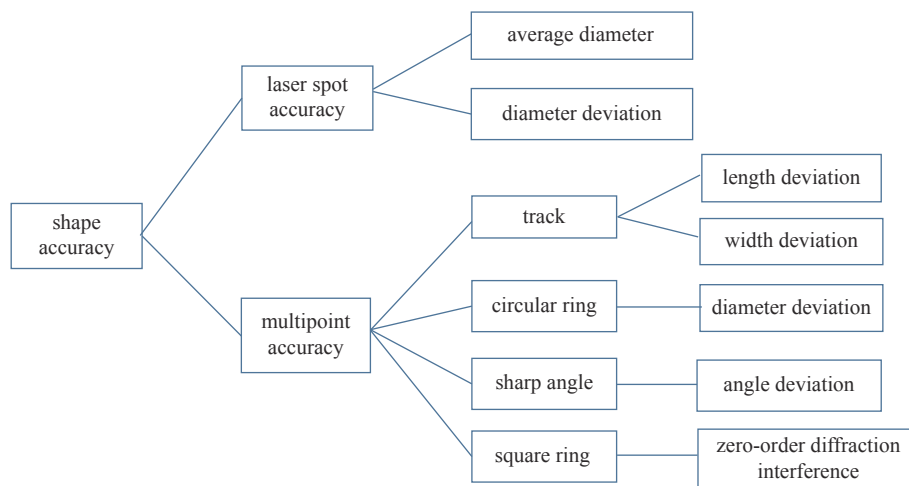 shape
accuracy
laser spot
accuracy
average diameter
diameter deviation
multipoint
accuracy
track
length deviation
width deviation
circular ring
diameter deviation
sharp angle
angle deviation
square ring
zero-order diffraction
interference